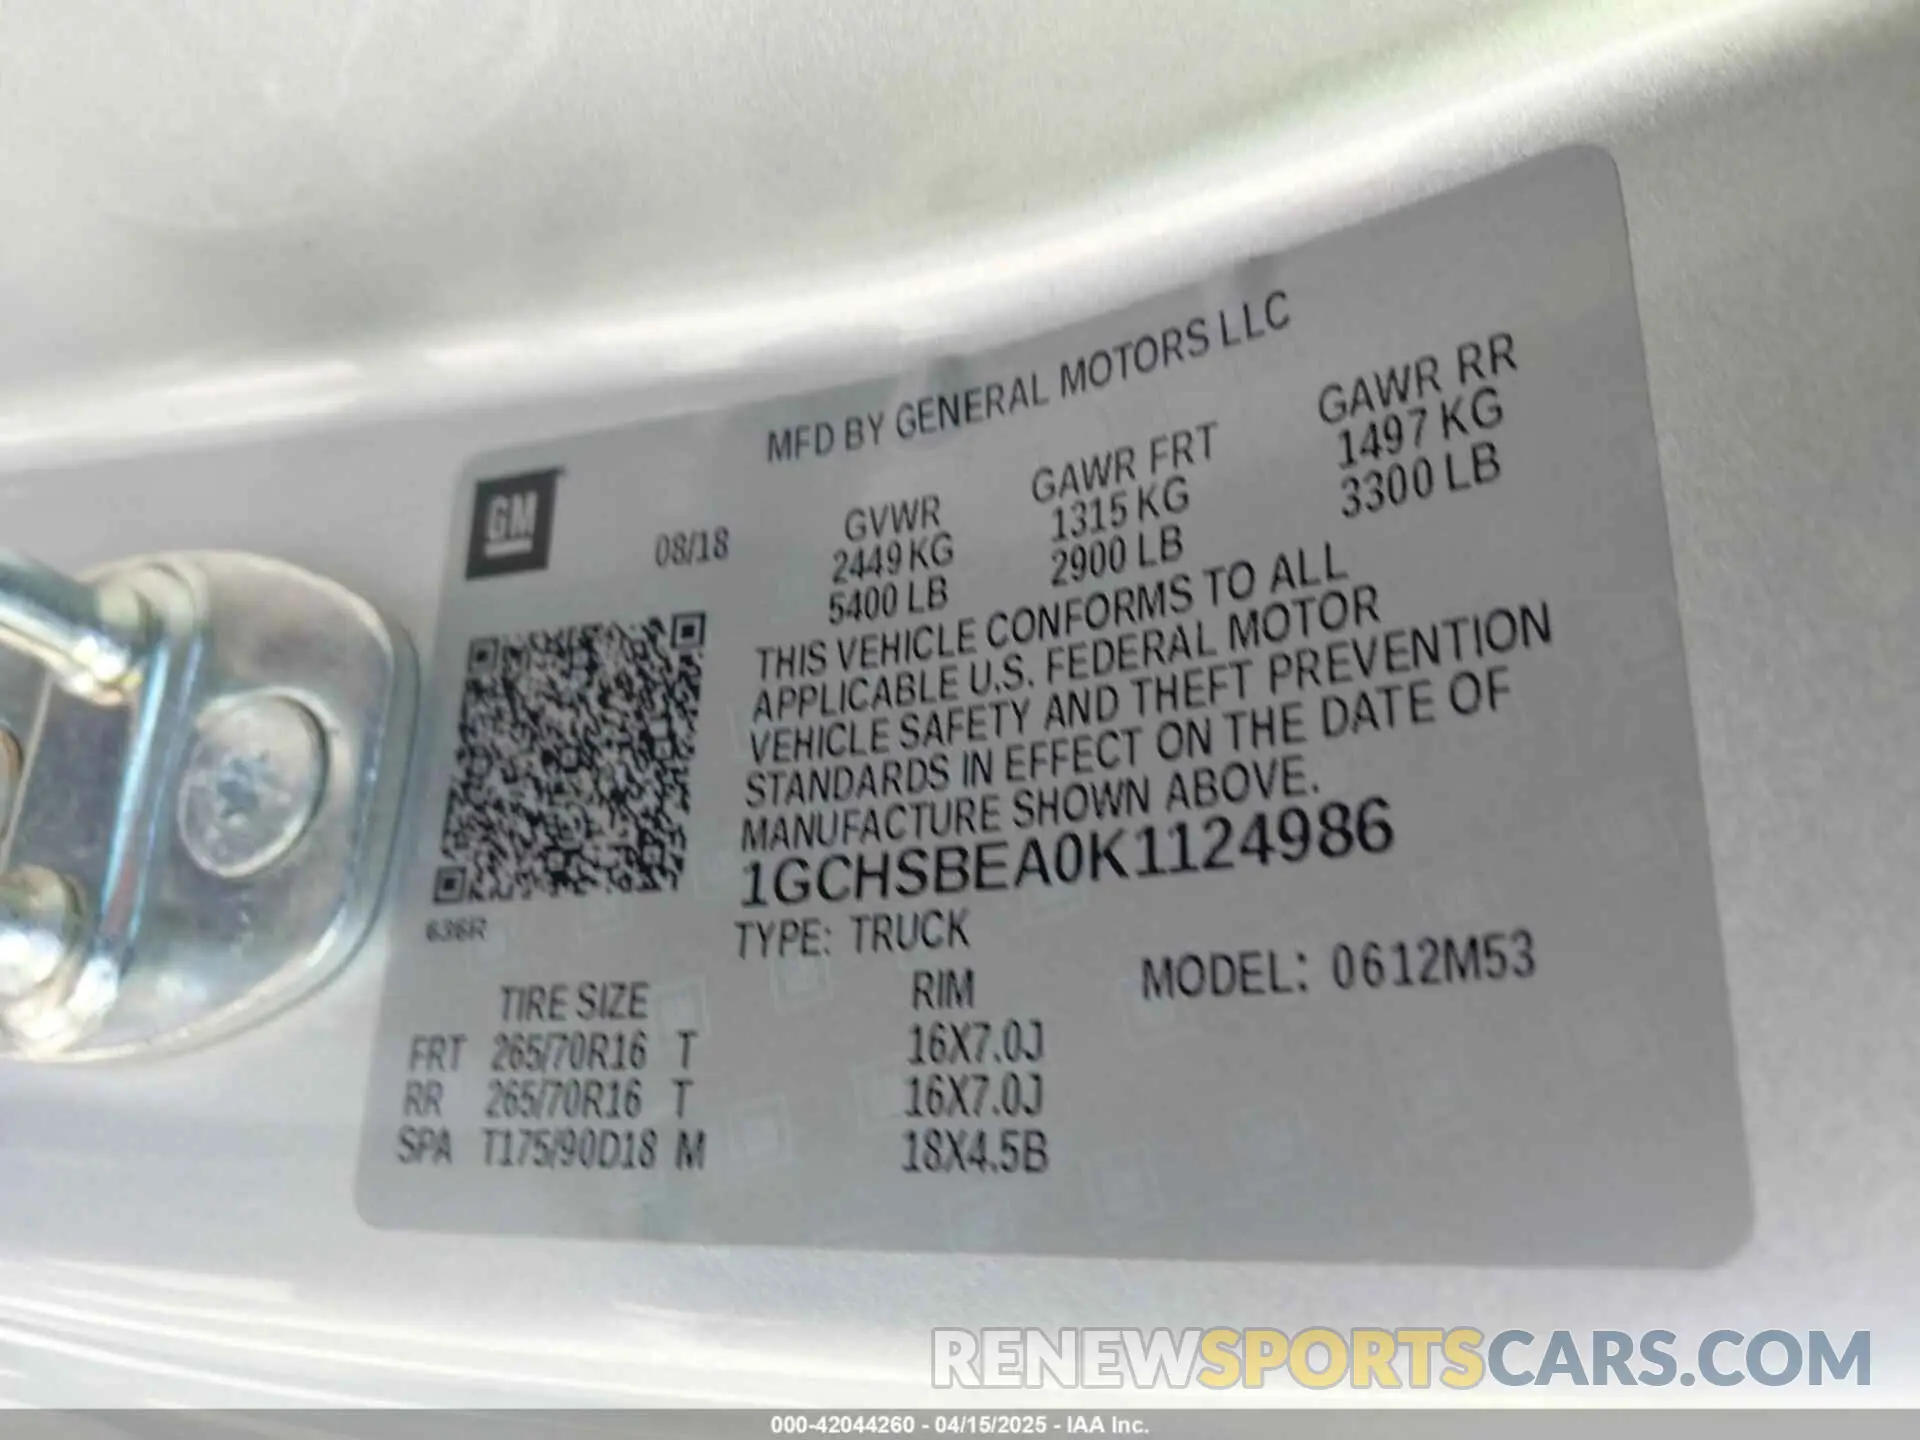 MFD BY GENERAL MOTORS LLC
GM
08/18
GVWR GAWR FRT GAWR RR
2449 KG 1315 KG 1497 KG
5400 LB 2900 LB 3300 LB
THIS VEHICLE CONFORMS TO ALL
APPLICABLE U.S. FEDERAL MOTOR
VEHICLE SAFETY AND THEFT PREVENTION
STANDARDS IN EFFECT ON THE DATE OF
MANUFACTURE SHOWN ABOVE.
1GCHSBEA0K1124986
636R
TYPE: TRUCK MODEL: 0612M53
TIRE SIZE RIM
FRT 265/70R16 T 16X7.0J
RR 265/70R16 T 16X7.0J
SPA T175/90D18 M 18X4.5B
RENEWSPORTSCARS.COM
000-42044260 - 04/15/2025 - IAA Inc.